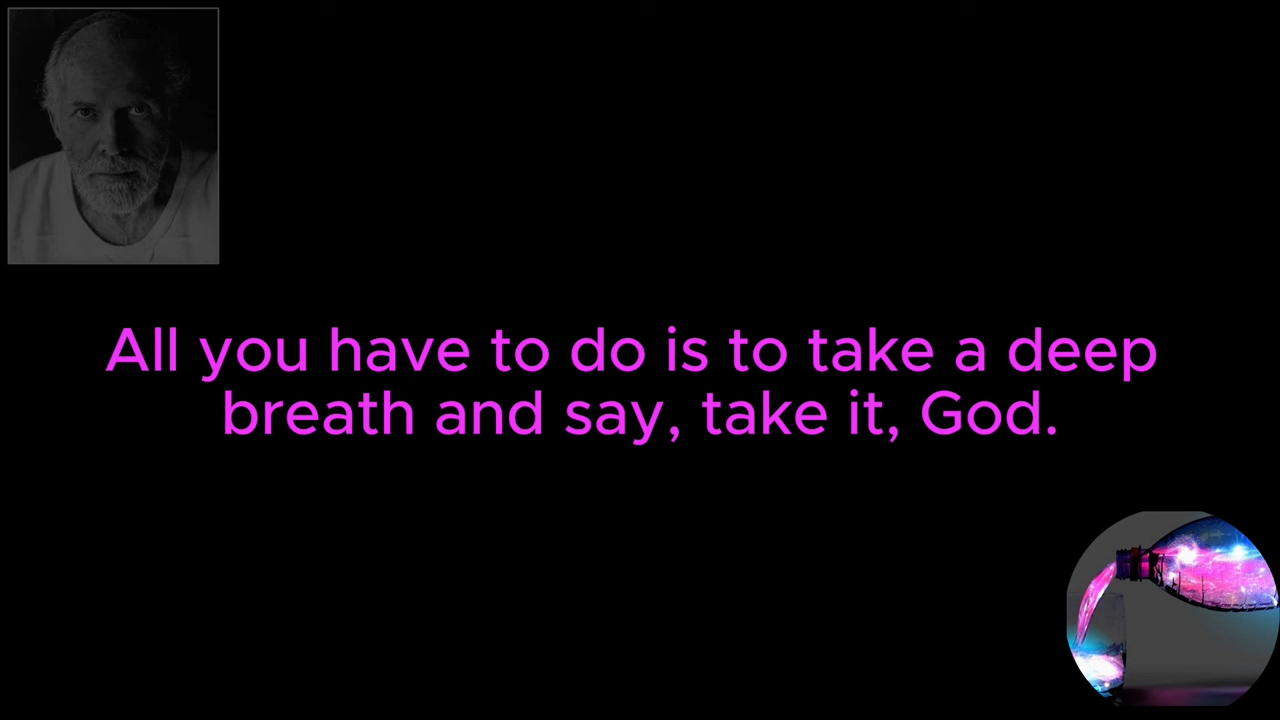 All you have to do is to take a deep
breath and say, take it, God.